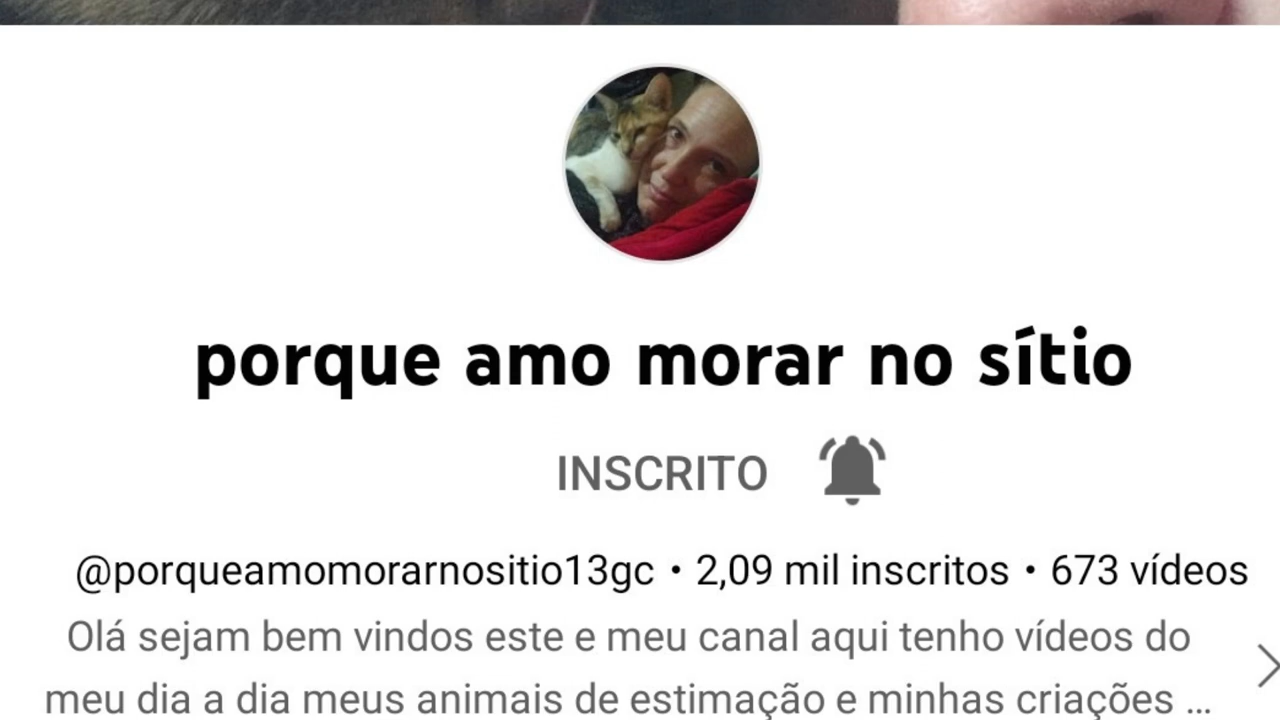 porque amo morar no sítio
INSCRITO
@porqueamomorarnositio13gc • 2,09 mil inscritos • 673 vídeos
Olá sejam bem vindos este e meu canal aqui tenho vídeos do
meu dia a dia meus animais de estimação e minhas criações ...